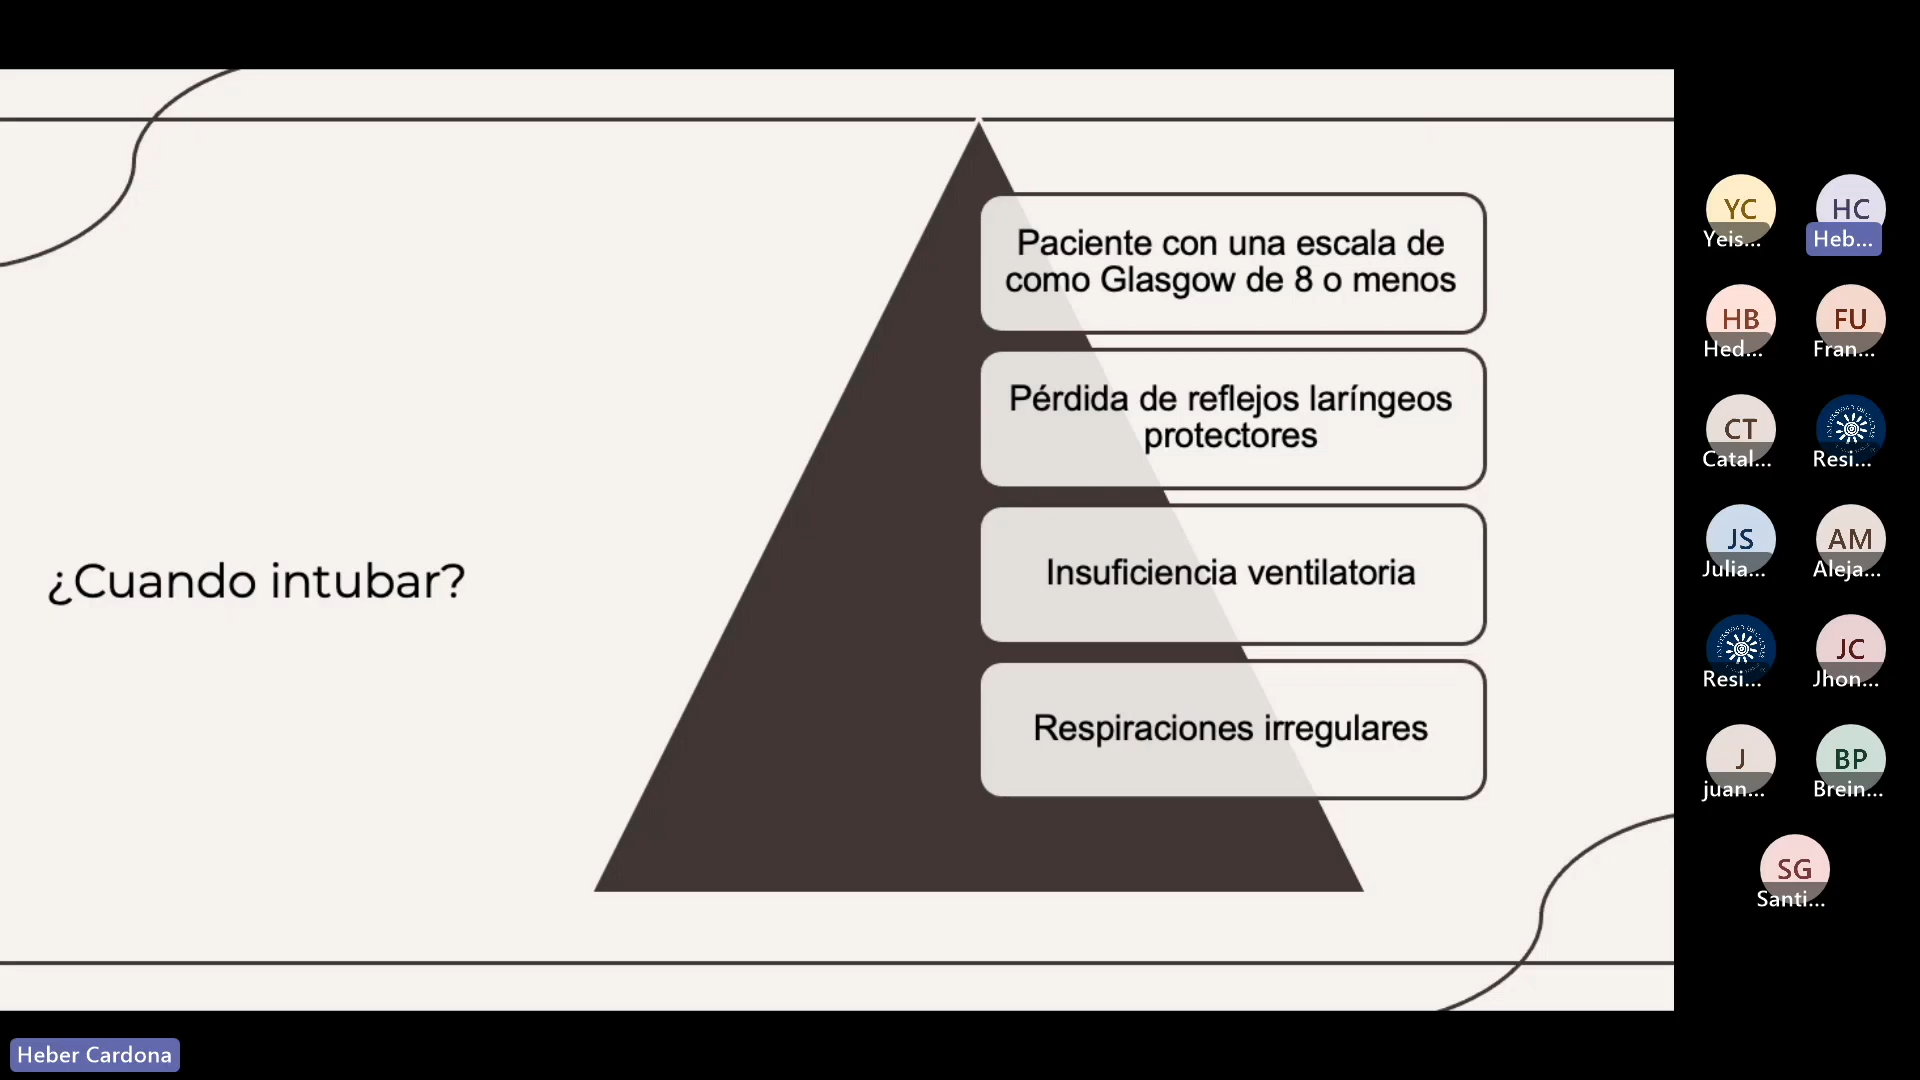 ¿Cuando intubar?
Paciente con una escala de
como Glasgow de 8 o menos
Pérdida de reflejos laríngeos
protectores
Insuficiencia ventilatoria
Respiraciones irregulares
YC
Yeis...
HC
Heb...
HB
Hed...
FU
Fran...
CT
Catal...
Resi...
JS
Julia...
AM
Aleja...
Resi...
JC
Jhon...
J
juan...
BP
Brein...
SG
Santi...
Heber Cardona